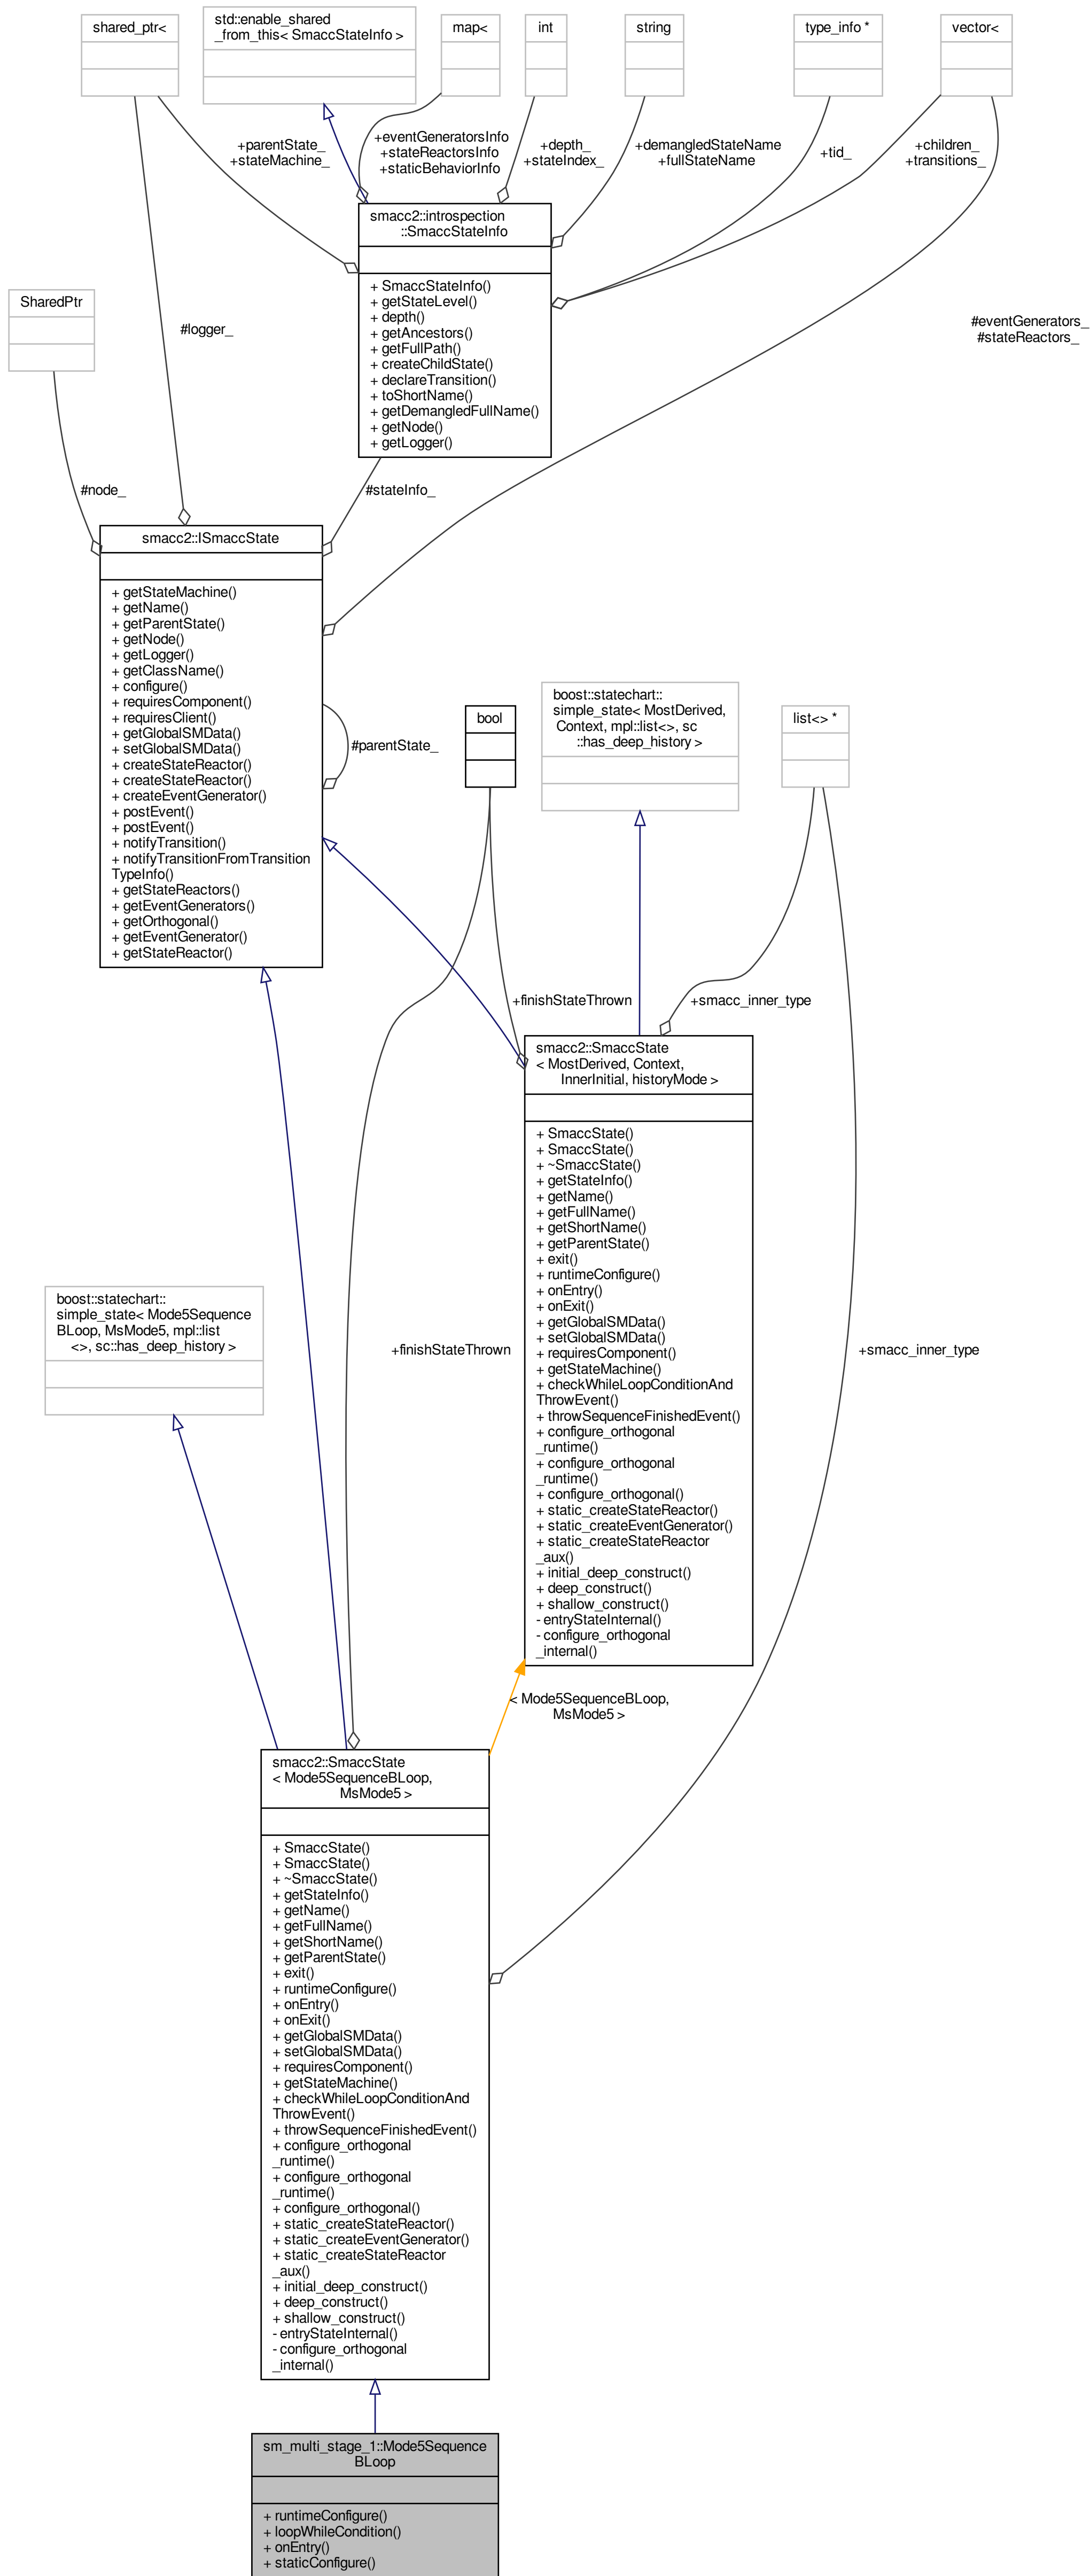 shared_ptr<
std::enable_shared
_from_this< SmaccStateInfo >
map<
int
string
type_info *
vector<
+parentState_
+stateMachine_
+eventGeneratorsInfo
+stateReactorsInfo
+staticBehaviorInfo
+depth_
+stateIndex_
+demangledStateName
+fullStateName
+tid_
+children_
+transitions_
smacc2::introspection
::SmaccStateInfo
+ SmaccStateInfo()
+ getStateLevel()
+ depth()
+ getAncestors()
+ getFullPath()
+ createChildState()
+ declareTransition()
+ toShortName()
+ getDemangledFullName()
+ getNode()
+ getLogger()
SharedPtr
#logger_
#eventGenerators_
#stateReactors_
#node_
#stateInfo_
smacc2::ISmaccState
+ getStateMachine()
+ getName()
+ getParentState()
+ getNode()
+ getLogger()
+ getClassName()
+ configure()
+ requiresComponent()
+ requiresClient()
+ getGlobalSMData()
+ setGlobalSMData()
+ createStateReactor()
+ createStateReactor()
+ createEventGenerator()
+ postEvent()
+ postEvent()
+ notifyTransition()
+ notifyTransitionFromTransition
TypeInfo()
+ getStateReactors()
+ getEventGenerators()
+ getOrthogonal()
+ getEventGenerator()
+ getStateReactor()
#parentState_
bool
boost::statechart::
simple_state< MostDerived,
Context, mpl::list<>, sc
::has_deep_history >
list<> *
+finishStateThrown
+smacc_inner_type
smacc2::SmaccState
< MostDerived, Context,
InnerInitial, historyMode >
+ SmaccState()
+ SmaccState()
+ ~SmaccState()
+ getStateInfo()
+ getName()
+ getFullName()
+ getShortName()
+ getParentState()
+ exit()
+ runtimeConfigure()
+ onEntry()
+ onExit()
+ getGlobalSMData()
+ setGlobalSMData()
+ requiresComponent()
+ getStateMachine()
+ checkWhileLoopConditionAnd
ThrowEvent()
+ throwSequenceFinishedEvent()
+ configure_orthogonal
_runtime()
+ configure_orthogonal
_runtime()
+ configure_orthogonal()
+ static_createStateReactor()
+ static_createEventGenerator()
+ static_createStateReactor
_aux()
+ initial_deep_construct()
+ deep_construct()
+ shallow_construct()
- entryStateInternal()
- configure_orthogonal
_internal()
boost::statechart::
simple_state< Mode5Sequence
BLoop, MsMode5, mpl::list
<>, sc::has_deep_history >
+finishStateThrown
+smacc_inner_type
< Mode5SequenceBLoop,
MsMode5 >
smacc2::SmaccState
< Mode5SequenceBLoop,
MsMode5 >
+ SmaccState()
+ SmaccState()
+ ~SmaccState()
+ getStateInfo()
+ getName()
+ getFullName()
+ getShortName()
+ getParentState()
+ exit()
+ runtimeConfigure()
+ onEntry()
+ onExit()
+ getGlobalSMData()
+ setGlobalSMData()
+ requiresComponent()
+ getStateMachine()
+ checkWhileLoopConditionAnd
ThrowEvent()
+ throwSequenceFinishedEvent()
+ configure_orthogonal
_runtime()
+ configure_orthogonal
_runtime()
+ configure_orthogonal()
+ static_createStateReactor()
+ static_createEventGenerator()
+ static_createStateReactor
_aux()
+ initial_deep_construct()
+ deep_construct()
+ shallow_construct()
- entryStateInternal()
- configure_orthogonal
_internal()
sm_multi_stage_1::Mode5Sequence
BLoop
+ runtimeConfigure()
+ loopWhileCondition()
+ onEntry()
+ staticConfigure()